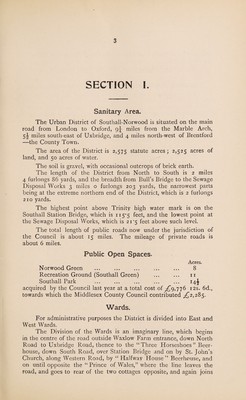 3
SECTION I.
Sanitary Area.
The Urban District of Southall-Norwood is situated on the main
road from London to Oxford, 9½ miles from the Marble Arch,
5½ miles south-east of Uxbridge, and 4 miles north-west of Brentford
—the County Town.
The area of the District is 2,575 statute acres; 2,515 acres of
land, and 50 acres of water.
The soil is gravel, with occasional outcrops of brick earth.
The length of the District from North to South is 2 miles
4 furlongs 86 yards, and the breadth from Bull's Bridge to the Sewage
Disposal Works 3 miles 0 furlongs 203 yards, the narrowest parts
being at the extreme northern end of the District, which is 2 furlongs
210 yards.
The highest point above Trinity high water mark is on the
Southall Station Bridge, which is 115'5 feet, and the lowest point at
the Sewage Disposal Works, which is 21'5 feet above such level.
The total length of public roads now under the jurisdiction of
the Council is about 15 miles. The mileage of private roads is
about 6 miles.
Public Open Spaces.
Acres.
Norwood Green ... ... ... ... ... 8
Recreation Ground (Southall Green) ... ... 11
Southall Park ... ... ... ... ... 14½
acquired by the Council last year at a total cost of £9,776 12s. 6d.,
towards which the Middlesex County Council contributed £2,285.
Wards.
For administrative purposes the District is divided into East and
West Wards.
The Division of the Wards is an imaginary line, which begins
in the centre of the road outside Waxlow Farm entrance, down North
Road to Uxbridge Road, thence to the "Three Horseshoes" Beer-
house, down South Road, over Station Bridge and on by St. John's
Church, along Western Road, by "Halfway House" Beerhouse, and
on until opposite the "Prince of Wales," where the line leaves the
road, and goes to rear of the two cottages opposite, and again joins